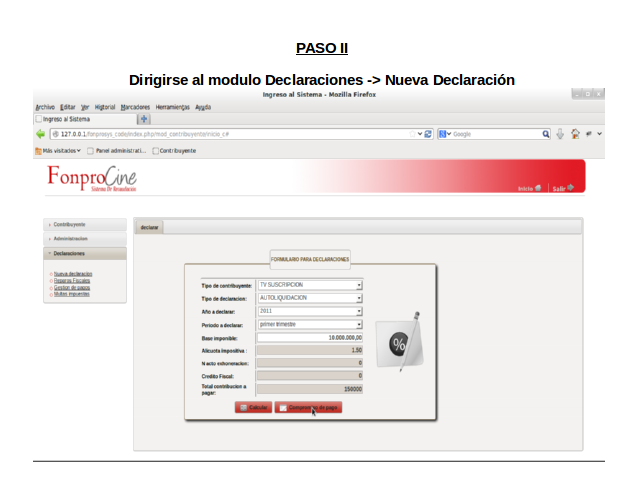 PASO II
Dirigirse al modulo Declaraciones -> Nueva Declaración
Ingreso al Sistema - Mozilla Firefox
Archivo Editar Ver Historial Marcadores Herramientas Ayuda
Ingreso al Sistema
127.0.0.1/fonprosys_code/index.php/mod_contribuyente/inicio_c#
Google
Más visitados Panel administrati... Contribuyente
FonproCine
Sistema De Recaudación
Inicio Salir
Contribuyente
Administracion
Declaraciones
Nueva declaracion
Reparos Fiscales
Gestion de pagos
Multas impuestas
declarar
FORMULARIO PARA DECLARACIONES
Tipo de contribuyente: TV SUSCRIPCION
Tipo de declaracion: AUTOLIQUIDACION
Año a declarar: 2011
Periodo a declarar: primer trimestre
Base imponible: 10.000.000,00
Alicuota impositiva : 1.50
N acto exhoneracion: 0
Credito Fiscal: 0
Total contribucion a pagar: 150000
%
Calcular Compromiso de pago